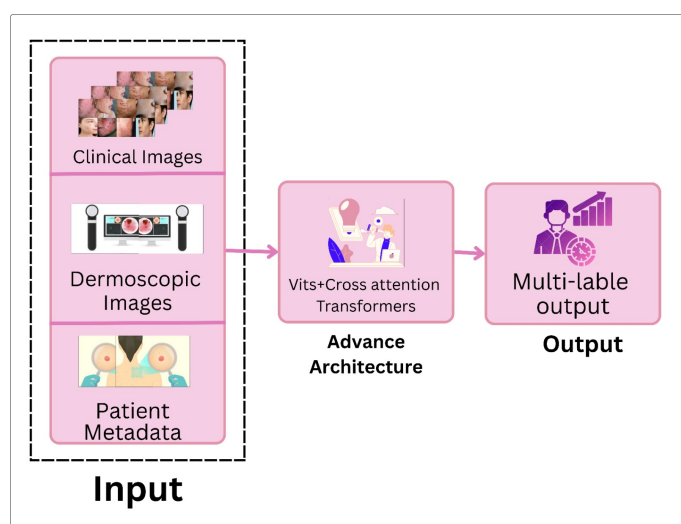 Clinical Images
Dermoscopic
Images
Patient
Metadata
Input
Vits+Cross attention
Transformers
Advance
Architecture
Multi-lable
output
Output